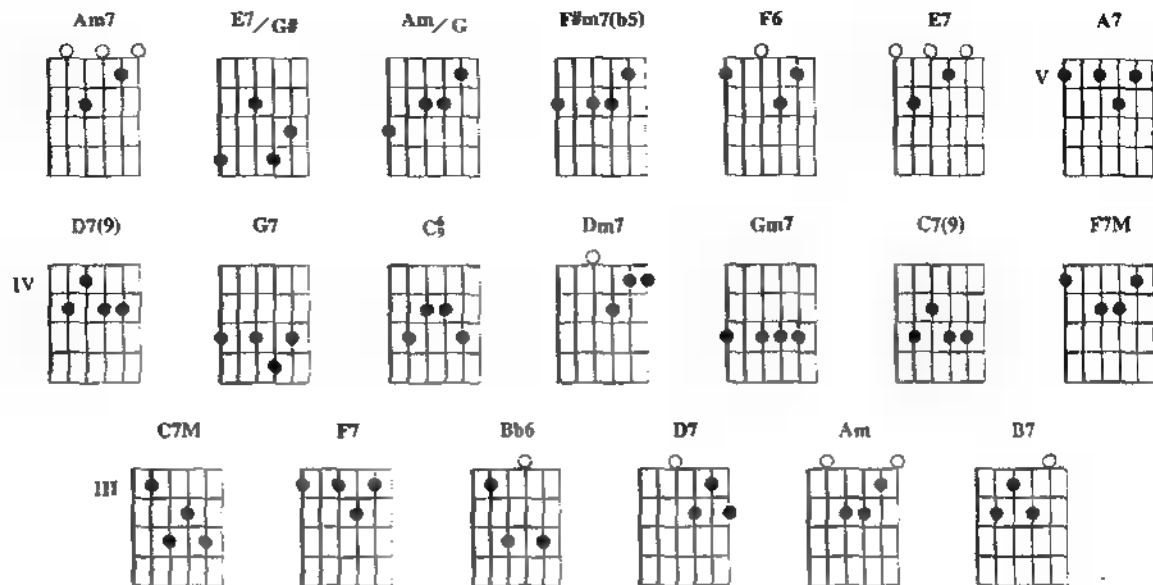 Am7 E7/G# Am/G F#m7(b5) F6 E7 A7
V
D7(9) G7 C6/9 Dm7 Gm7 C7(9) F7M
IV
C7M F7 Bb6 D7 Am B7
III